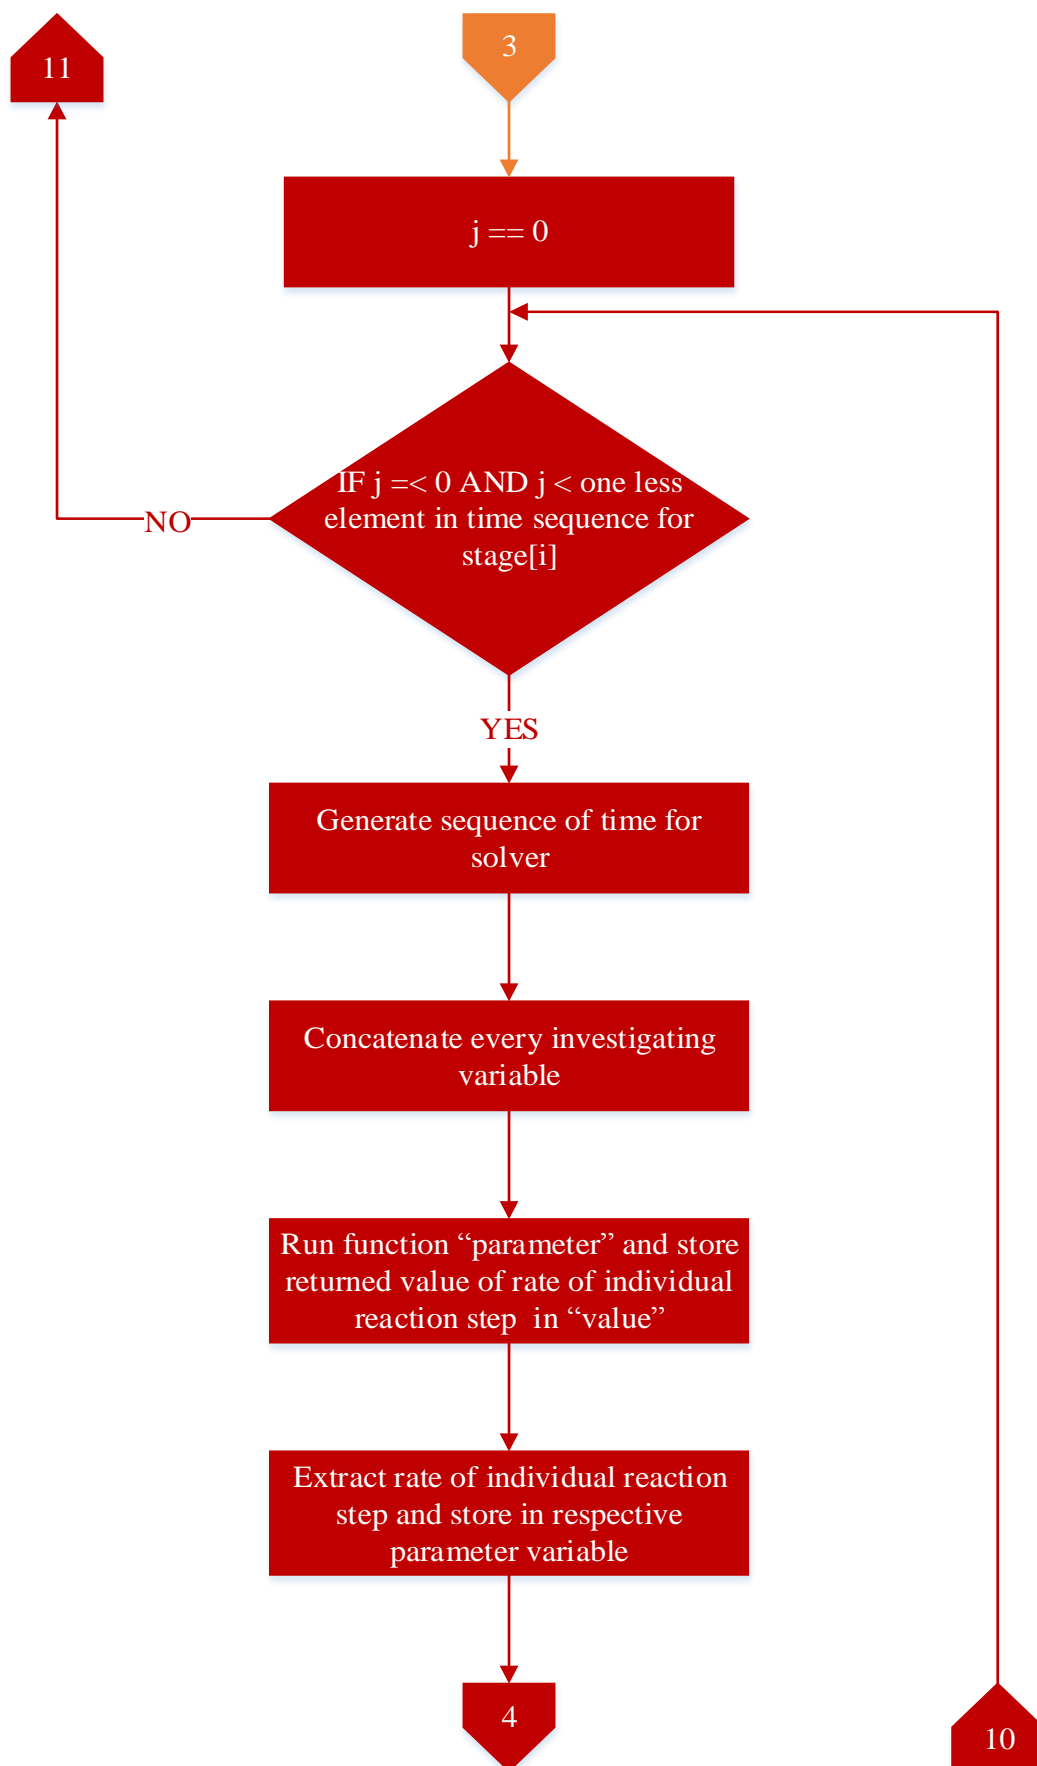 11
3
j == 0
IF j =< 0 AND j < one less
element in time sequence for
stage[i]
NO
YES
Generate sequence of time for
solver
Concatenate every investigating
variable
Run function “parameter” and store
returned value of rate of individual
reaction step in “value”
Extract rate of individual reaction
step and store in respective
parameter variable
4
10